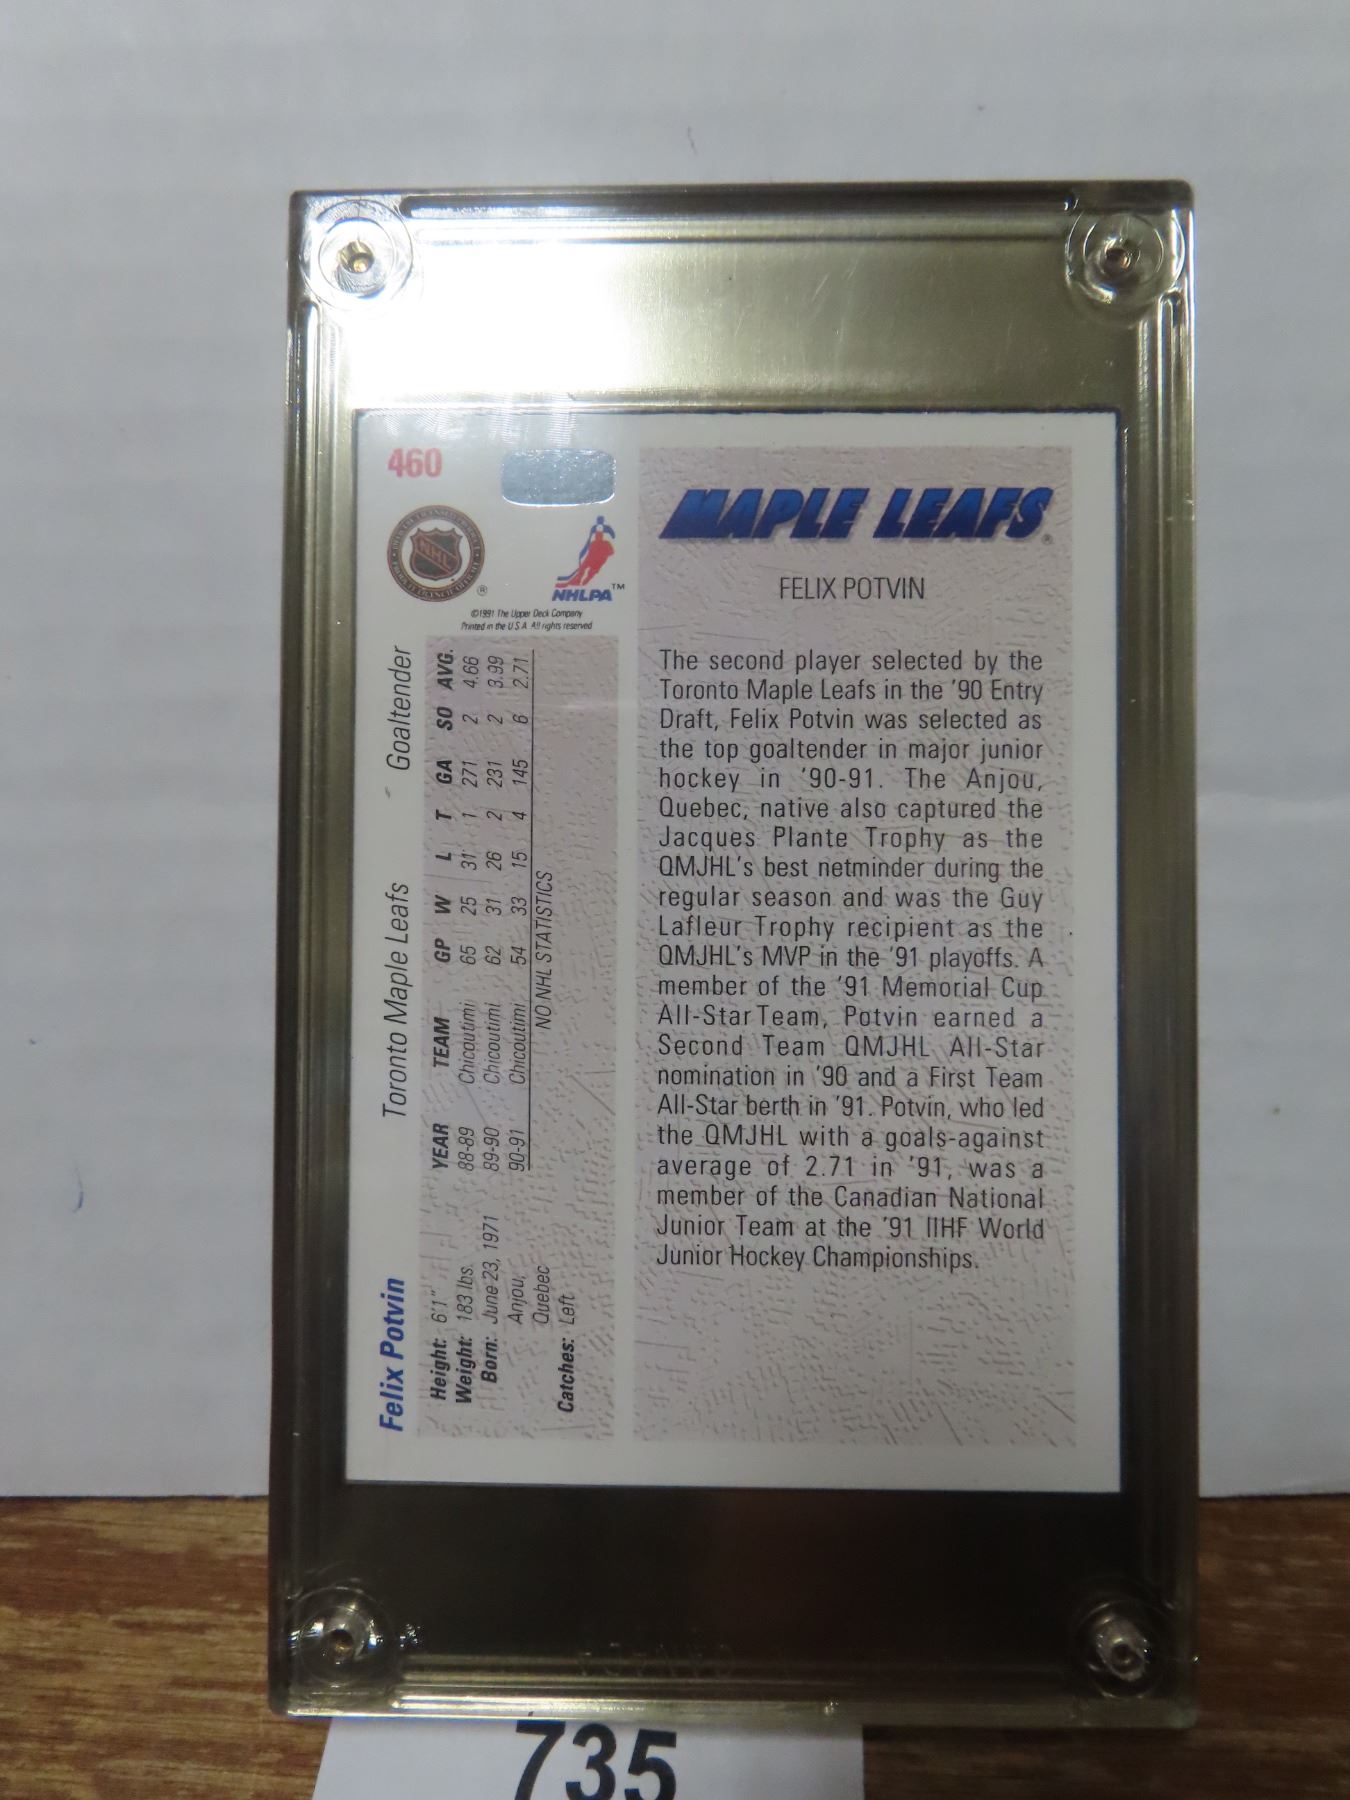 460
NHL
®
NHLPA™
©1991 The Upper Deck Company
Printed in the U.S.A. All rights reserved
MAPLE LEAFS®
FELIX POTVIN
The second player selected by the
Toronto Maple Leafs in the '90 Entry
Draft, Felix Potvin was selected as
the top goaltender in major junior
hockey in '90-91. The Anjou,
Quebec, native also captured the
Jacques Plante Trophy as the
QMJHL's best netminder during the
regular season and was the Guy
Lafleur Trophy recipient as the
QMJHL's MVP in the '91 playoffs. A
member of the '91 Memorial Cup
All-Star Team, Potvin earned a
Second Team QMJHL All-Star
nomination in '90 and a First Team
All-Star berth in '91. Potvin, who led
the QMJHL with a goals-against
average of 2.71 in '91, was a
member of the Canadian National
Junior Team at the '91 IIHF World
Junior Hockey Championships.
Felix Potvin Toronto Maple Leafs Goaltender
Height: 6'1"
Weight: 183 lbs.
Born: June 23, 1971
Anjou,
Quebec
Catches: Left
YEAR TEAM GP W L T GA SO AVG.
88-89 Chicoutimi 65 25 31 1 271 2 4.66
89-90 Chicoutimi 62 31 26 2 231 2 3.99
90-91 Chicoutimi 54 33 15 4 145 6 2.71
NO NHL STATISTICS
735